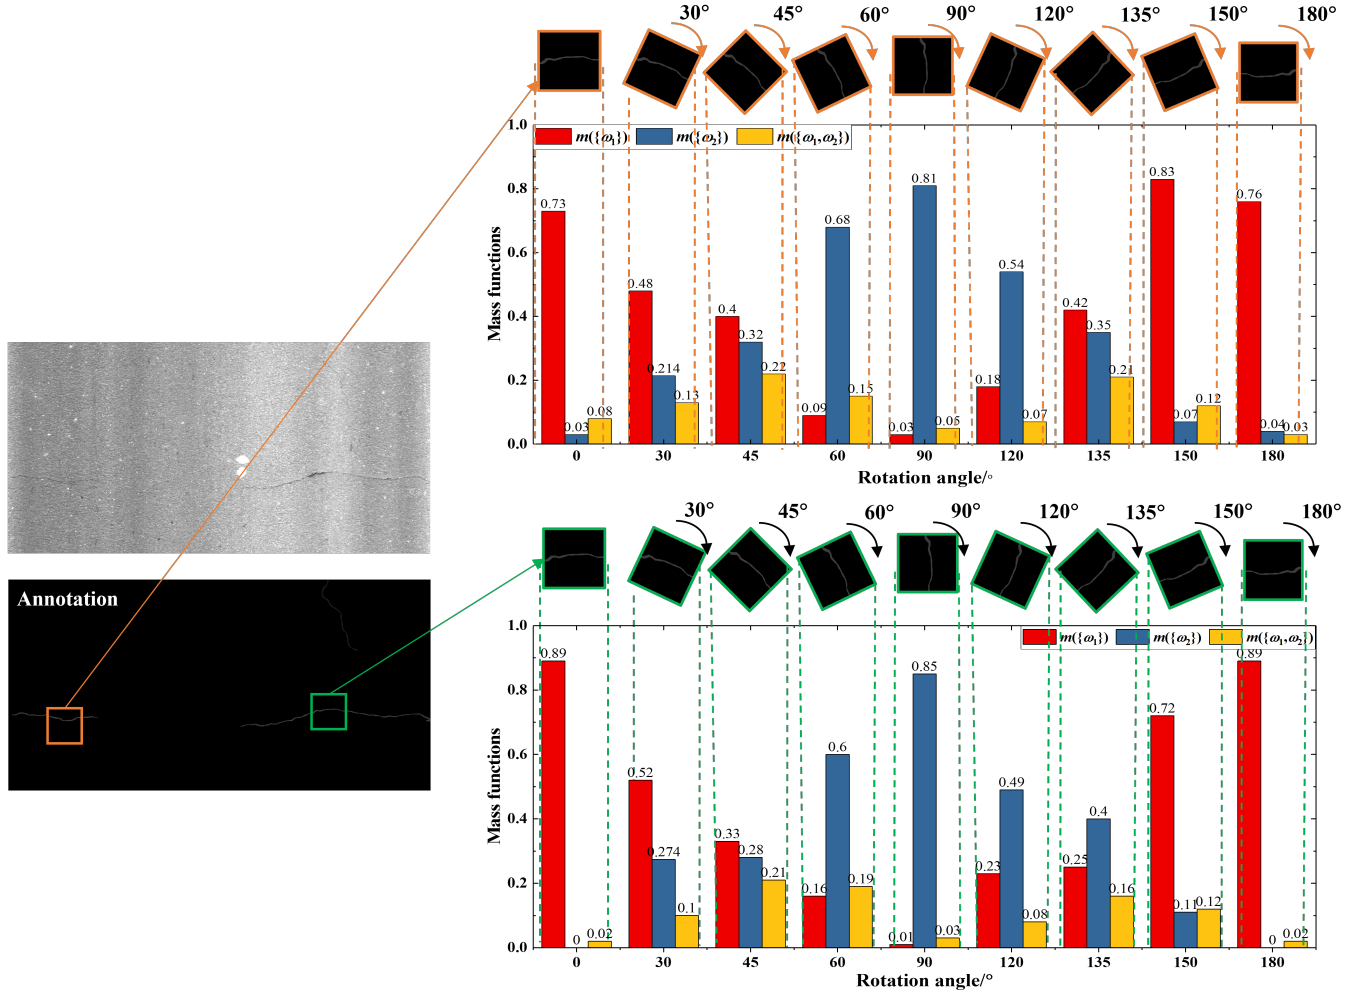 30° 45° 60° 90° 120° 135° 150° 180°
m({ω₁}) m({ω₂}) m({ω₁,ω₂})
Mass functions
1.0
0.8
0.6
0.4
0.2
0.0
0.73 0.03 0.08
0.48 0.214 0.13
0.4 0.32 0.22
0.09 0.68 0.15
0.03 0.81 0.05
0.18 0.54 0.07
0.42 0.35 0.21
0.83 0.07 0.12
0.76 0.04 0.03
0 30 45 60 90 120 135 150 180
Rotation angle/°
Annotation
30° 45° 60° 90° 120° 135° 150° 180°
m({ω₁}) m({ω₂}) m({ω₁,ω₂})
Mass functions
1.0
0.8
0.6
0.4
0.2
0.0
0.89 0 0.02
0.52 0.274 0.1
0.33 0.28 0.21
0.16 0.6 0.19
0.01 0.85 0.03
0.23 0.49 0.08
0.25 0.4 0.16
0.72 0.11 0.12
0.89 0 0.02
0 30 45 60 90 120 135 150 180
Rotation angle/°